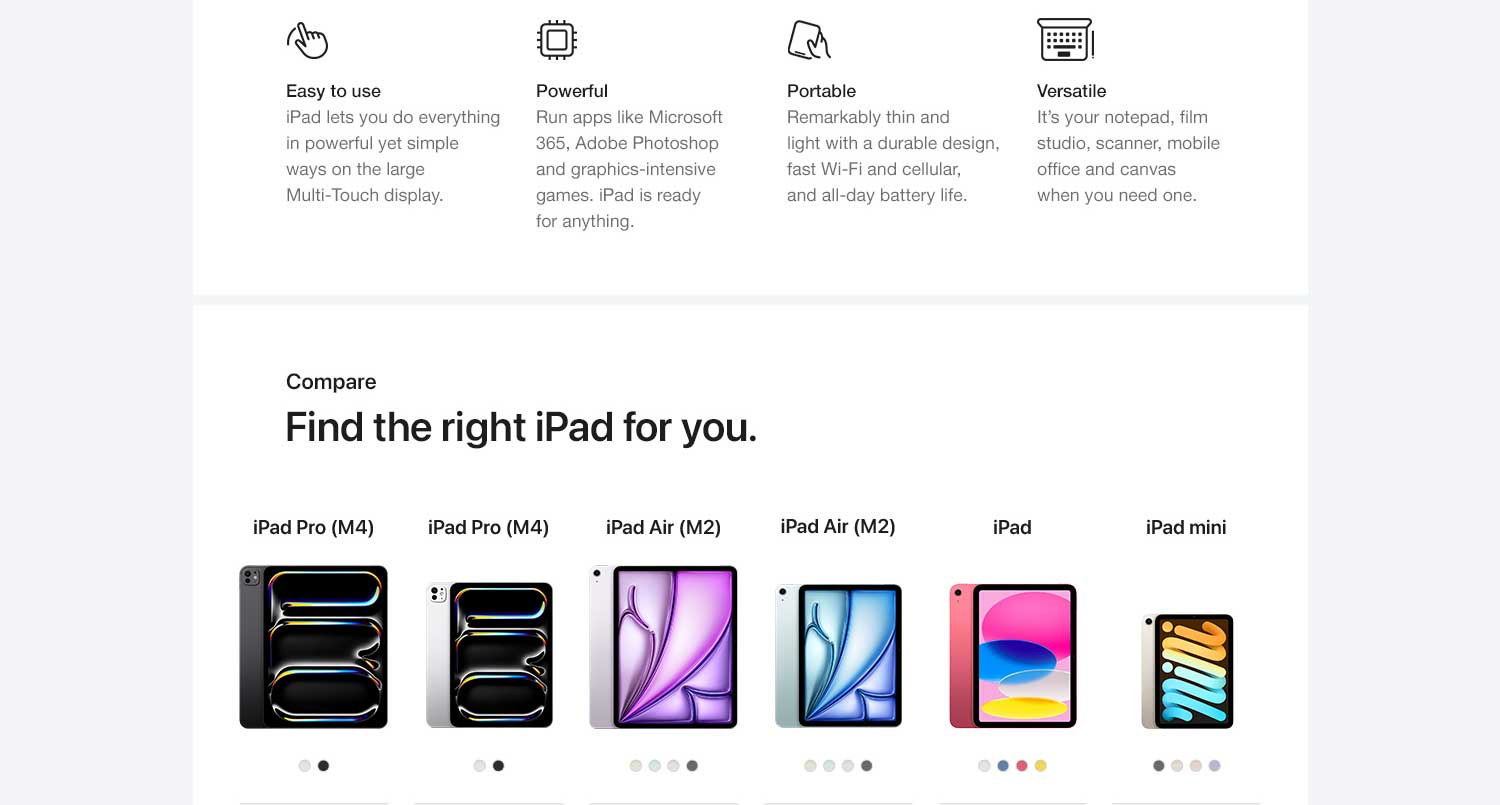 Easy to use
iPad lets you do everything
in powerful yet simple
ways on the large
Multi-Touch display.
Powerful
Run apps like Microsoft
365, Adobe Photoshop
and graphics-intensive
games. iPad is ready
for anything.
Portable
Remarkably thin and
light with a durable design,
fast Wi-Fi and cellular,
and all-day battery life.
Versatile
It’s your notepad, film
studio, scanner, mobile
office and canvas
when you need one.
Compare
Find the right iPad for you.
iPad Pro (M4)
iPad Pro (M4)
iPad Air (M2)
iPad Air (M2)
iPad
iPad mini